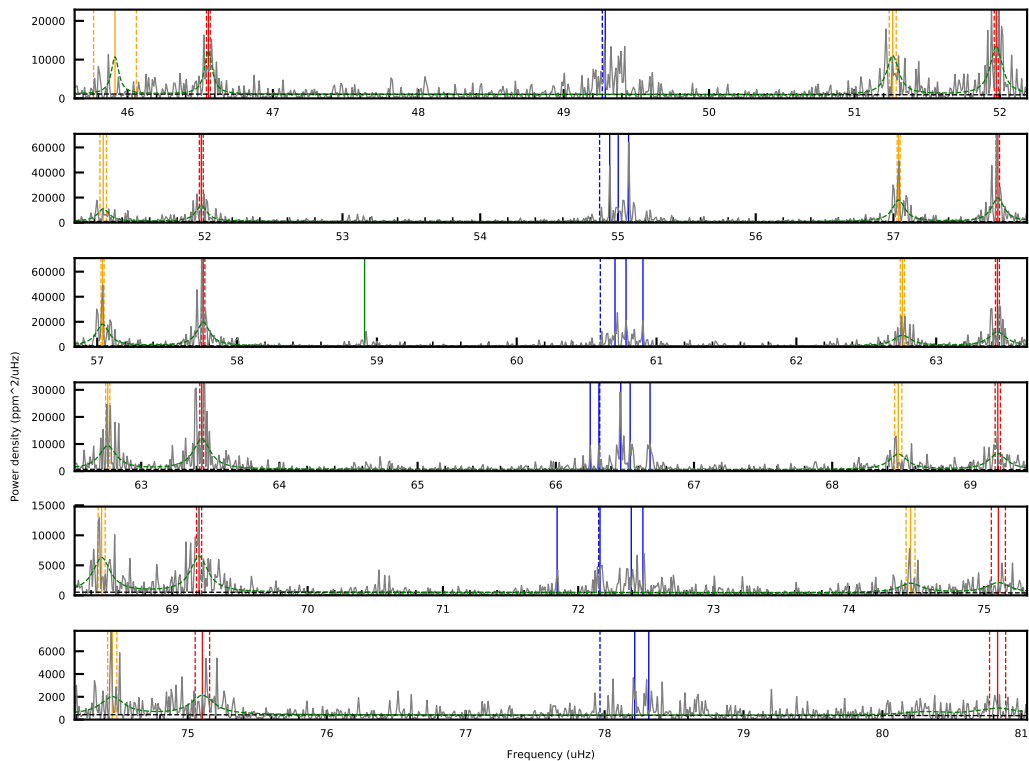 20000
10000
0
46 47 48 49 50 51 52
60000
40000
20000
0
52 53 54 55 56 57
60000
40000
20000
0
57 58 59 60 61 62 63
Power density (ppm^2/uHz)
30000
20000
10000
0
63 64 65 66 67 68 69
15000
10000
5000
0
69 70 71 72 73 74 75
6000
4000
2000
0
75 76 77 78 79 80 81
Frequency (uHz)